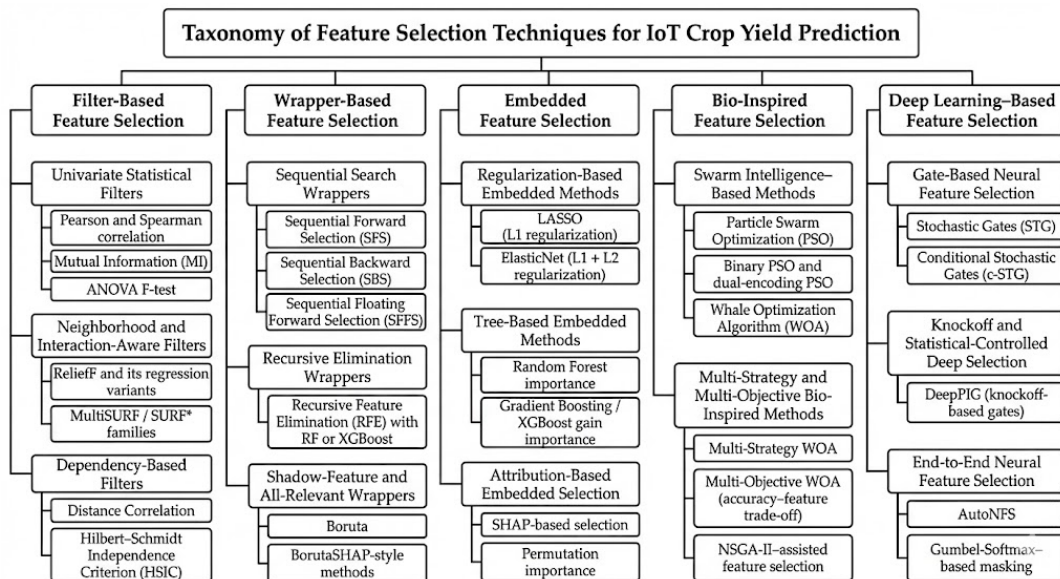 Taxonomy of Feature Selection Techniques for IoT Crop Yield Prediction
Filter-Based
Feature Selection
Univariate Statistical
Filters
Pearson and Spearman
correlation
Mutual Information (MI)
ANOVA F-test
Neighborhood and
Interaction-Aware Filters
ReliefF and its regression
variants
MultiSURF / SURF*
families
Dependency-Based
Filters
Distance Correlation
Hilbert–Schmidt
Independence
Criterion (HSIC)
Wrapper-Based
Feature Selection
Sequential Search
Wrappers
Sequential Forward
Selection (SFS)
Sequential Backward
Selection (SBS)
Sequential Floating
Forward Selection (SFFS)
Recursive Elimination
Wrappers
Recursive Feature
Elimination (RFE) with
RF or XGBoost
Shadow-Feature and
All-Relevant Wrappers
Boruta
BorutaSHAP-style
methods
Embedded
Feature Selection
Regularization-Based
Embedded Methods
LASSO
(L1 regularization)
ElasticNet (L1 + L2
regularization)
Tree-Based Embedded
Methods
Random Forest
importance
Gradient Boosting /
XGBoost gain
importance
Attribution-Based
Embedded Selection
SHAP-based selection
Permutation
importance
Bio-Inspired
Feature Selection
Swarm Intelligence–
Based Methods
Particle Swarm
Optimization (PSO)
Binary PSO and
dual-encoding PSO
Whale Optimization
Algorithm (WOA)
Multi-Strategy and
Multi-Objective Bio-
Inspired Methods
Multi-Strategy WOA
Multi-Objective WOA
(accuracy–feature
trade-off)
NSGA-II–assisted
feature selection
Deep Learning–Based
Feature Selection
Gate-Based Neural
Feature Selection
Stochastic Gates (STG)
Conditional Stochastic
Gates (c-STG)
Knockoff and
Statistical-Controlled
Deep Selection
DeepPIG (knockoff-
based gates)
End-to-End Neural
Feature Selection
AutoNFS
Gumbel-Softmax–
based masking